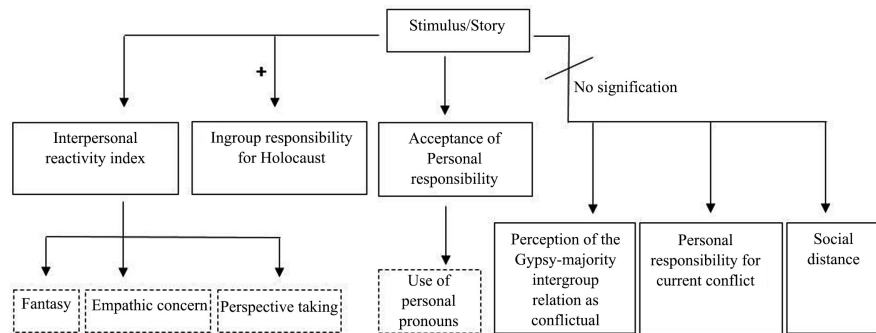 Stimulus/Story
+
No signification
Interpersonal
reactivity index
Ingroup responsibility
for Holocaust
Acceptance of
Personal
responsibility
Perception of the
Gypsy-majority
intergroup
relation as
conflictual
Personal
responsibility for
current conflict
Social
distance
Fantasy
Empathic concern
Perspective taking
Use of
personal
pronouns